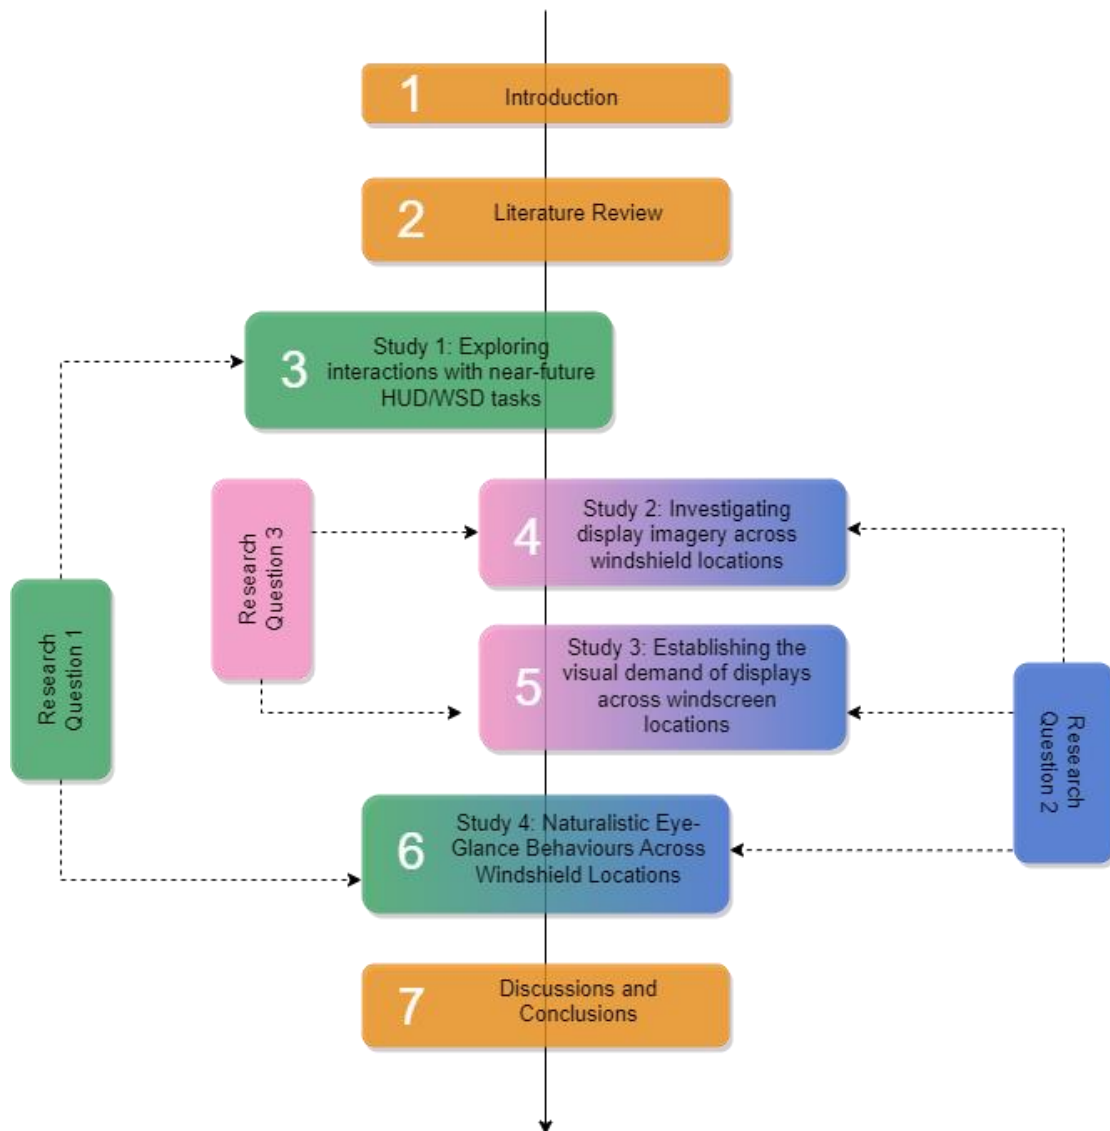 1
Introduction
2
Literature Review
3
Study 1: Exploring
interactions with near-future
HUD/WSD tasks
4
Study 2: Investigating
display imagery across
windshield locations
Research
Question 3
Research
Question 1
5
Study 3: Establishing the
visual demand of displays
across windscreen
locations
Research
Question 2
6
Study 4: Naturalistic Eye-
Glance Behaviours Across
Windshield Locations
7
Discussions and
Conclusions